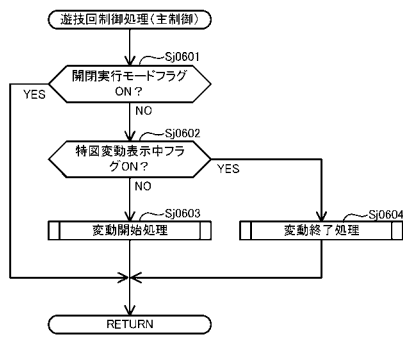 遊技回制御処理(主制御)
Sj0601
開閉実行モードフラグ
ON?
YES
NO
Sj0602
特図変動表示中フラ
グON?
YES
NO
Sj0603
変動開始処理
Sj0604
変動終了処理
RETURN